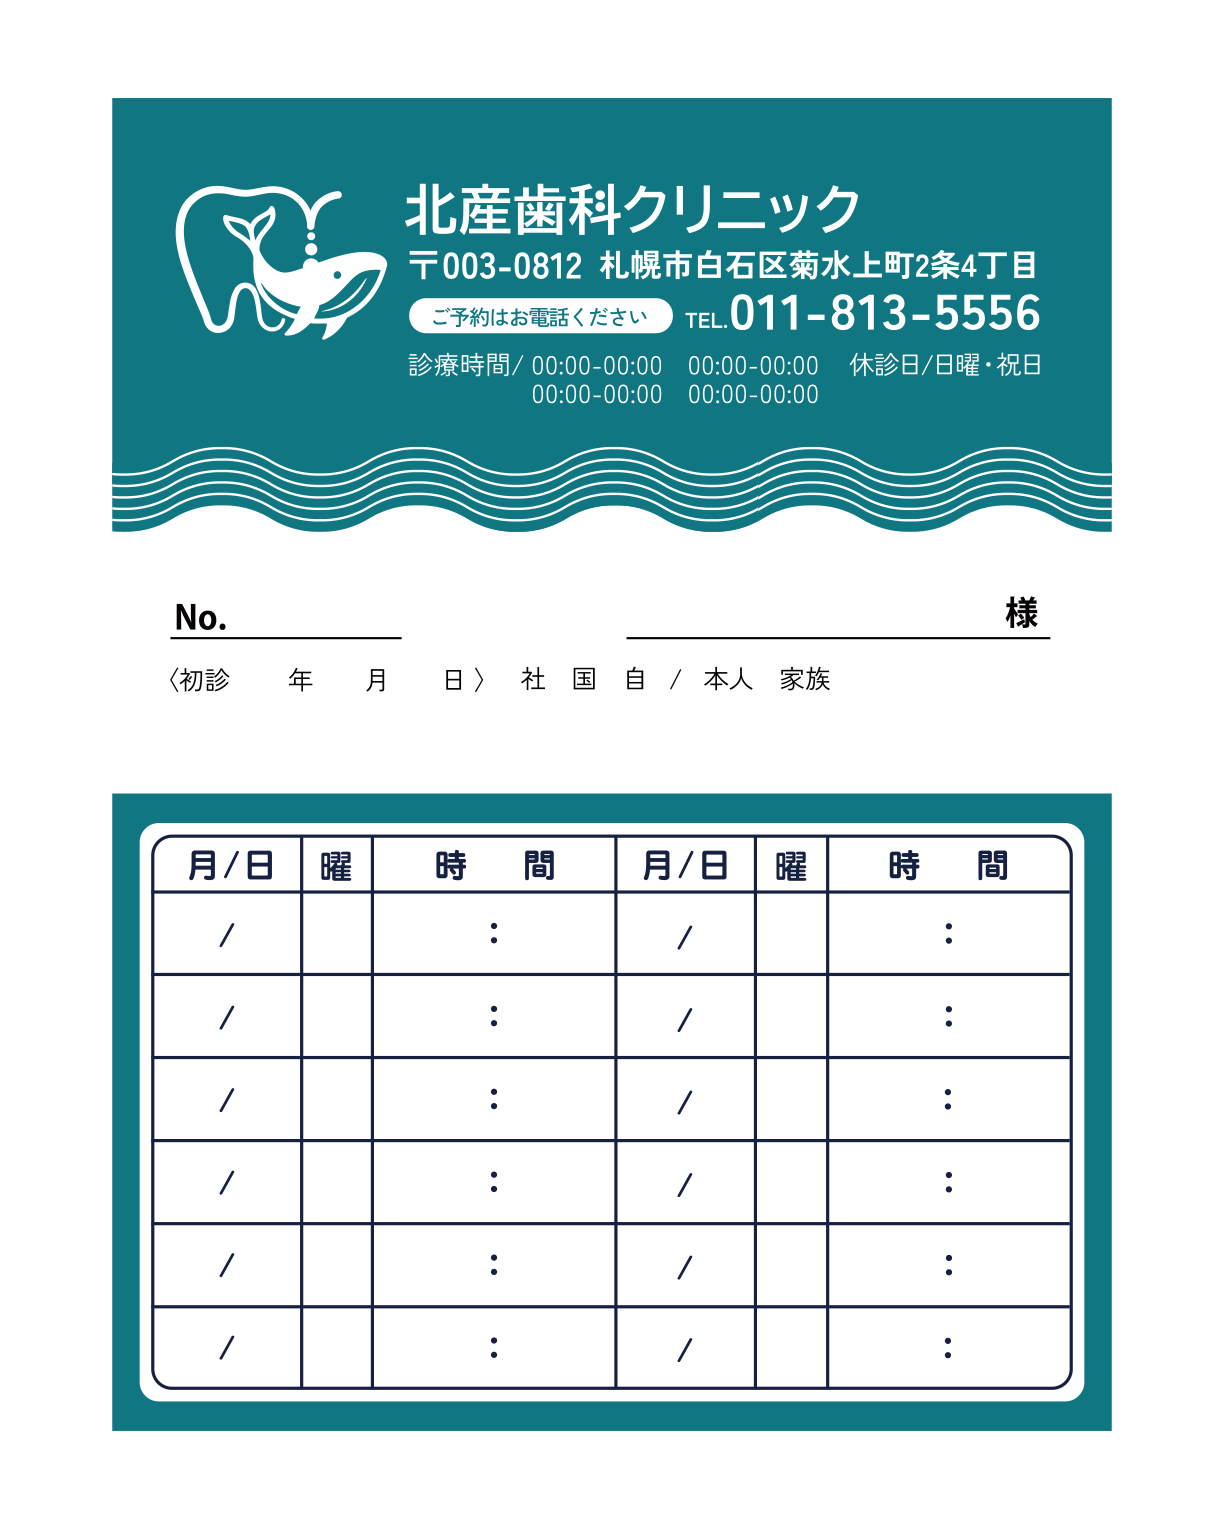 北産歯科クリニック
〒003-0812 札幌市白石区菊水上町2条4丁目
ご予約はお電話ください TEL.011-813-5556
診療時間/ 00:00-00:00 00:00-00:00 休診日/日曜・祝日
00:00-00:00 00:00-00:00
No. 様
〈初診 年 月 日〉 社 国 自 / 本人 家族
月/日 曜 時 間 月/日 曜 時 間
/ : / :
/ : / :
/ : / :
/ : / :
/ : / :
/ : / :